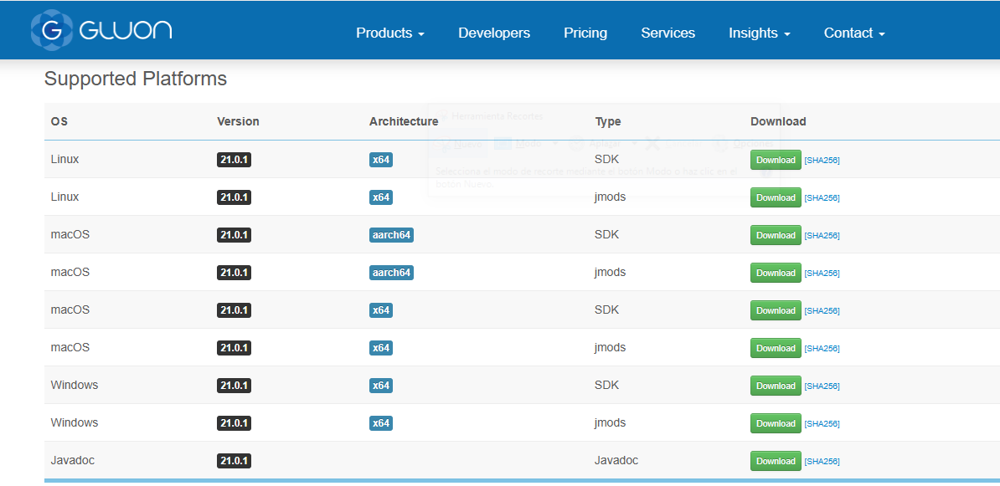 GLUON
Products Developers Pricing Services Insights Contact
Supported Platforms
OS Version Architecture Type Download
Herramienta Recortes
Nuevo Modo Aplazar Opciones
Selecciona el modo de recorte mediante el botón Modo o haz clic en el
botón Nuevo.
Linux 21.0.1 x64 SDK Download [SHA256]
Linux 21.0.1 x64 jmods Download [SHA256]
macOS 21.0.1 aarch64 SDK Download [SHA256]
macOS 21.0.1 aarch64 jmods Download [SHA256]
macOS 21.0.1 x64 SDK Download [SHA256]
macOS 21.0.1 x64 jmods Download [SHA256]
Windows 21.0.1 x64 SDK Download [SHA256]
Windows 21.0.1 x64 jmods Download [SHA256]
Javadoc 21.0.1 Javadoc Download [SHA256]